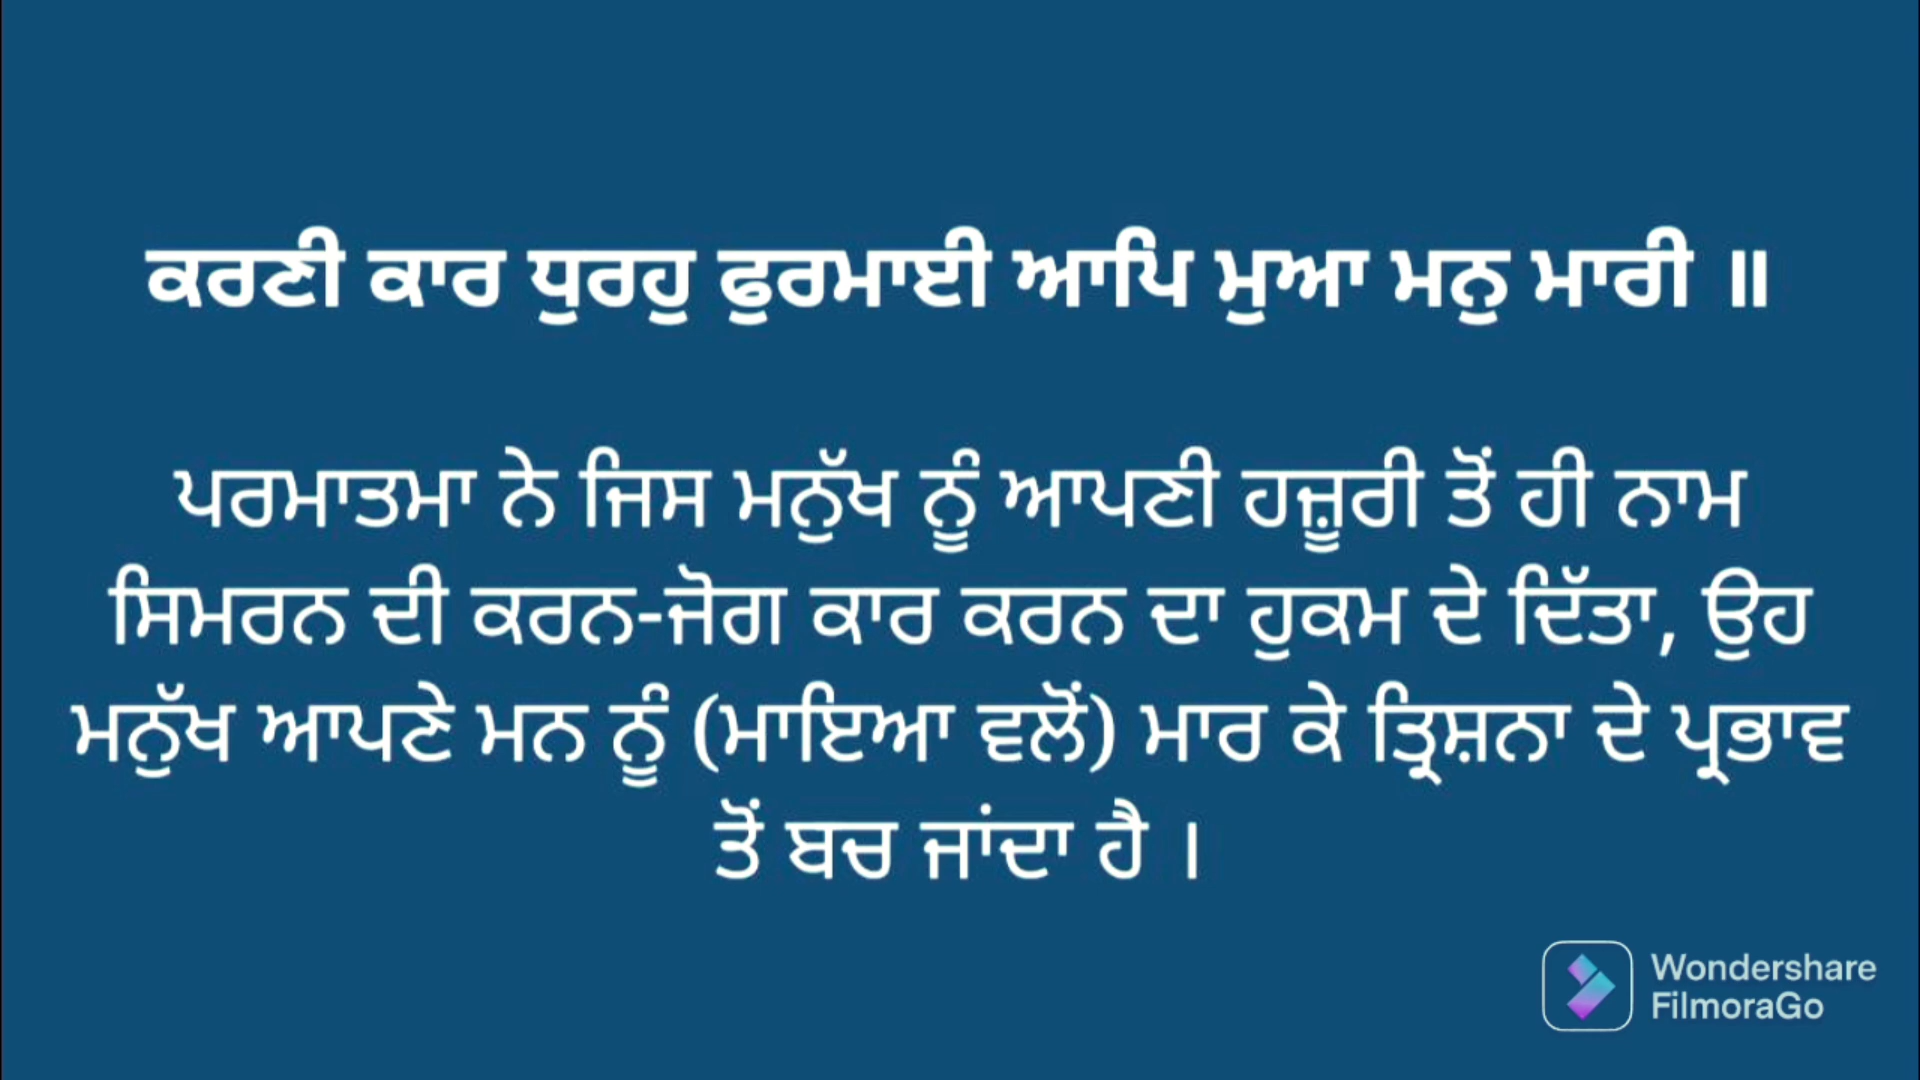 ਕਰਣੀ ਕਾਰ ਧੁਰਹੁ ਫੁਰਮਾਈ ਆਪਿ ਮੁਆ ਮਨੁ ਮਾਰੀ ॥
ਪਰਮਾਤਮਾ ਨੇ ਜਿਸ ਮਨੁੱਖ ਨੂੰ ਆਪਣੀ ਹਜ਼ੂਰੀ ਤੋਂ ਹੀ ਨਾਮ
ਸਿਮਰਨ ਦੀ ਕਰਨ-ਜੋਗ ਕਾਰ ਕਰਨ ਦਾ ਹੁਕਮ ਦੇ ਦਿੱਤਾ, ਉਹ
ਮਨੁੱਖ ਆਪਣੇ ਮਨ ਨੂੰ (ਮਾਇਆ ਵਲੋਂ) ਮਾਰ ਕੇ ਤ੍ਰਿਸ਼ਨਾ ਦੇ ਪ੍ਰਭਾਵ
ਤੋਂ ਬਚ ਜਾਂਦਾ ਹੈ ।
Wondershare
FilmoraGo